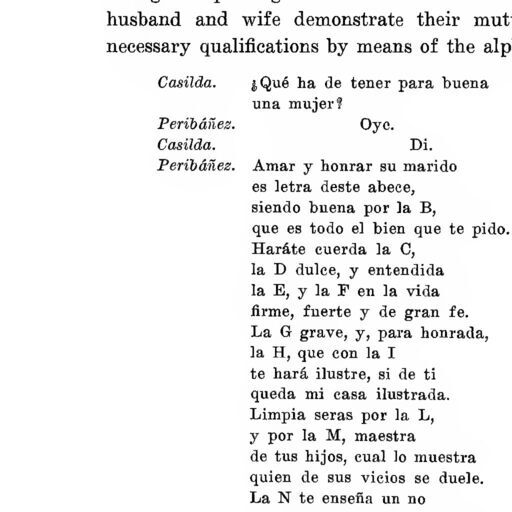 husband and wife demonstrate their
necessary qualifications by means of the
Casilda. ¿Qué ha de tener para buena
una mujer?
Peribáñez. Oye.
Casilda. Di.
Peribáñez. Amar y honrar su marido
es letra deste abece,
siendo buena por la B,
que es todo el bien que te pido.
Haráte cuerda la C,
la D dulce, y entendida
la E, y la F en la vida
firme, fuerte y de gran fe.
La G grave, y, para honrada,
la H, que con la I
te hará ilustre, si de ti
queda mi casa ilustrada.
Limpia seras por la L,
y por la M, maestra
de tus hijos, cual lo muestra
quien de sus vicios se duele.
La N te enseña un no